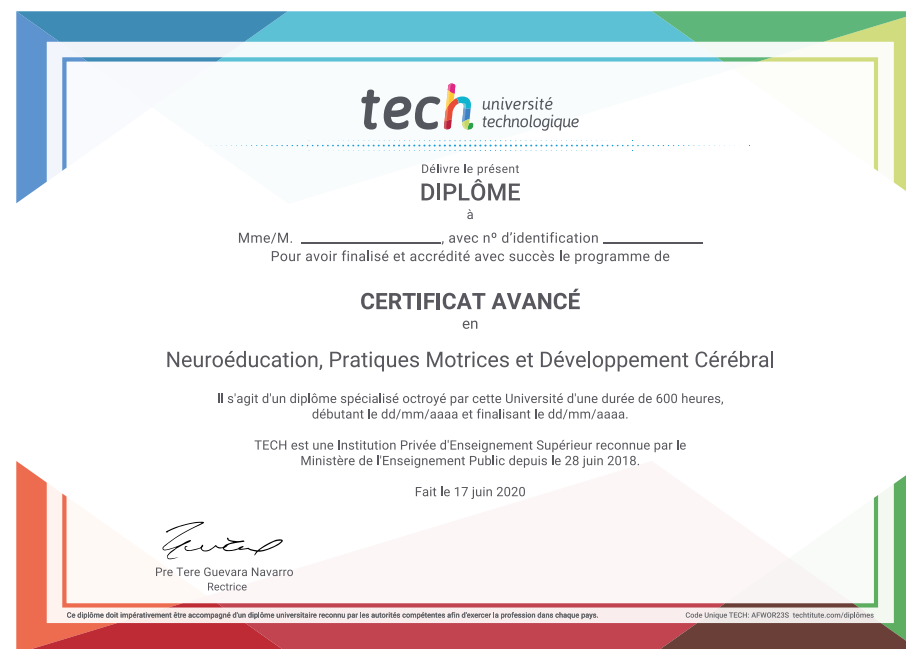 tech université
technologique
Délivre le présent
DIPLÔME
à
Mme/M. ____________________, avec nº d'identification ______________
Pour avoir finalisé et accrédité avec succès le programme de
CERTIFICAT AVANCÉ
en
Neuroéducation, Pratiques Motrices et Développement Cérébral
Il s'agit d'un diplôme spécialisé octroyé par cette Université d'une durée de 600 heures,
débutant le dd/mm/aaaa et finalisant le dd/mm/aaaa.
TECH est une Institution Privée d'Enseignement Supérieur reconnue par le
Ministère de l'Enseignement Public depuis le 28 juin 2018.
Fait le 17 juin 2020
Pre Tere Guevara Navarro
Rectrice
Ce diplôme doit impérativement être accompagné d'un diplôme universitaire reconnu par les autorités compétentes afin d'exercer la profession dans chaque pays.
Code Unique TECH: AFWOR23S techtitute.com/diplômes